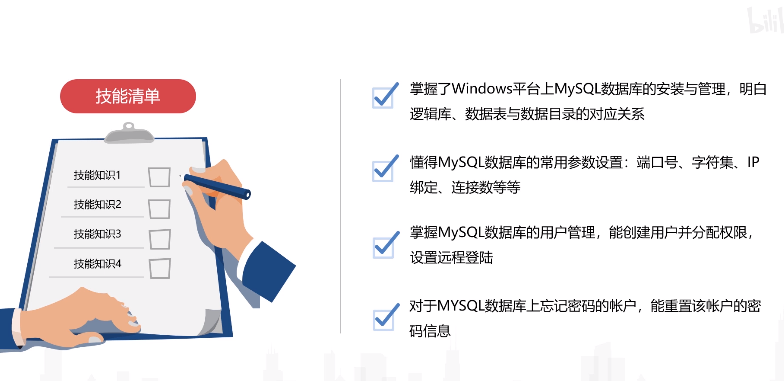 bilibili
技能清单
技能知识1
技能知识2
技能知识3
技能知识4
掌握了Windows平台上MySQL数据库的安装与管理，明白
逻辑库、数据表与数据目录的对应关系
懂得MySQL数据库的常用参数设置：端口号、字符集、IP
绑定、连接数等等
掌握MySQL数据库的用户管理，能创建用户并分配权限，
设置远程登陆
对于MYSQL数据库上忘记密码的帐户，能重置该帐户的密
码信息